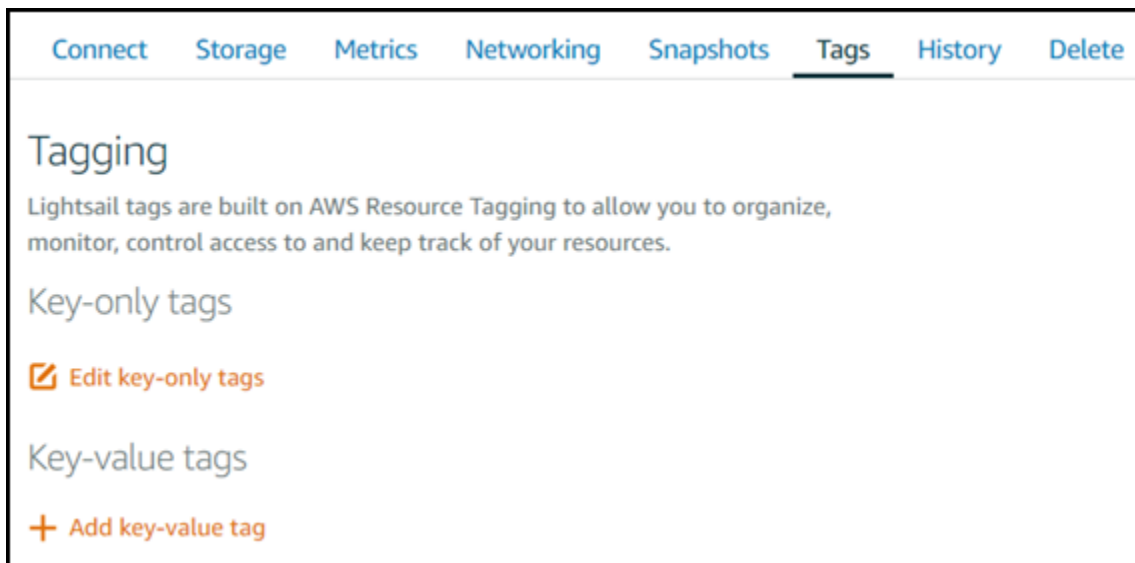 Connect Storage Metrics Networking Snapshots Tags History Delete
Tagging
Lightsail tags are built on AWS Resource Tagging to allow you to organize,
monitor, control access to and keep track of your resources.
Key-only tags
Edit key-only tags
Key-value tags
Add key-value tag